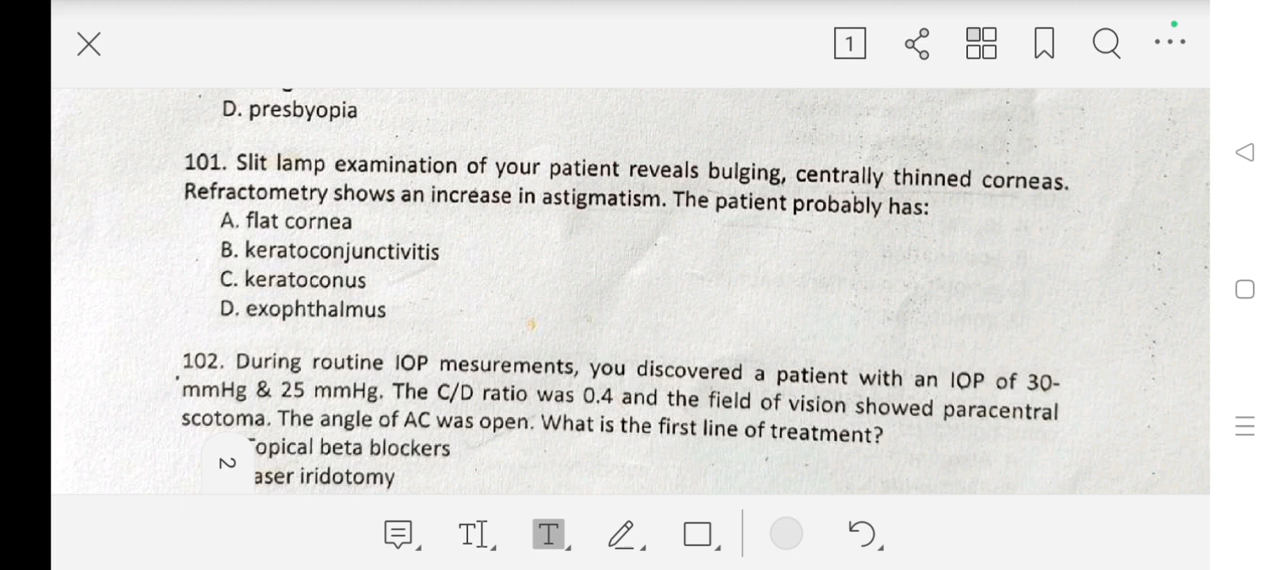 1
D. presbyopia
101. Slit lamp examination of your patient reveals bulging, centrally thinned corneas.
Refractometry shows an increase in astigmatism. The patient probably has:
A. flat cornea
B. keratoconjunctivitis
C. keratoconus
D. exophthalmus
102. During routine IOP mesurements, you discovered a patient with an IOP of 30-
mmHg & 25 mmHg. The C/D ratio was 0.4 and the field of vision showed paracentral
scotoma. The angle of AC was open. What is the first line of treatment?
opical beta blockers
2
aser iridotomy
TI T